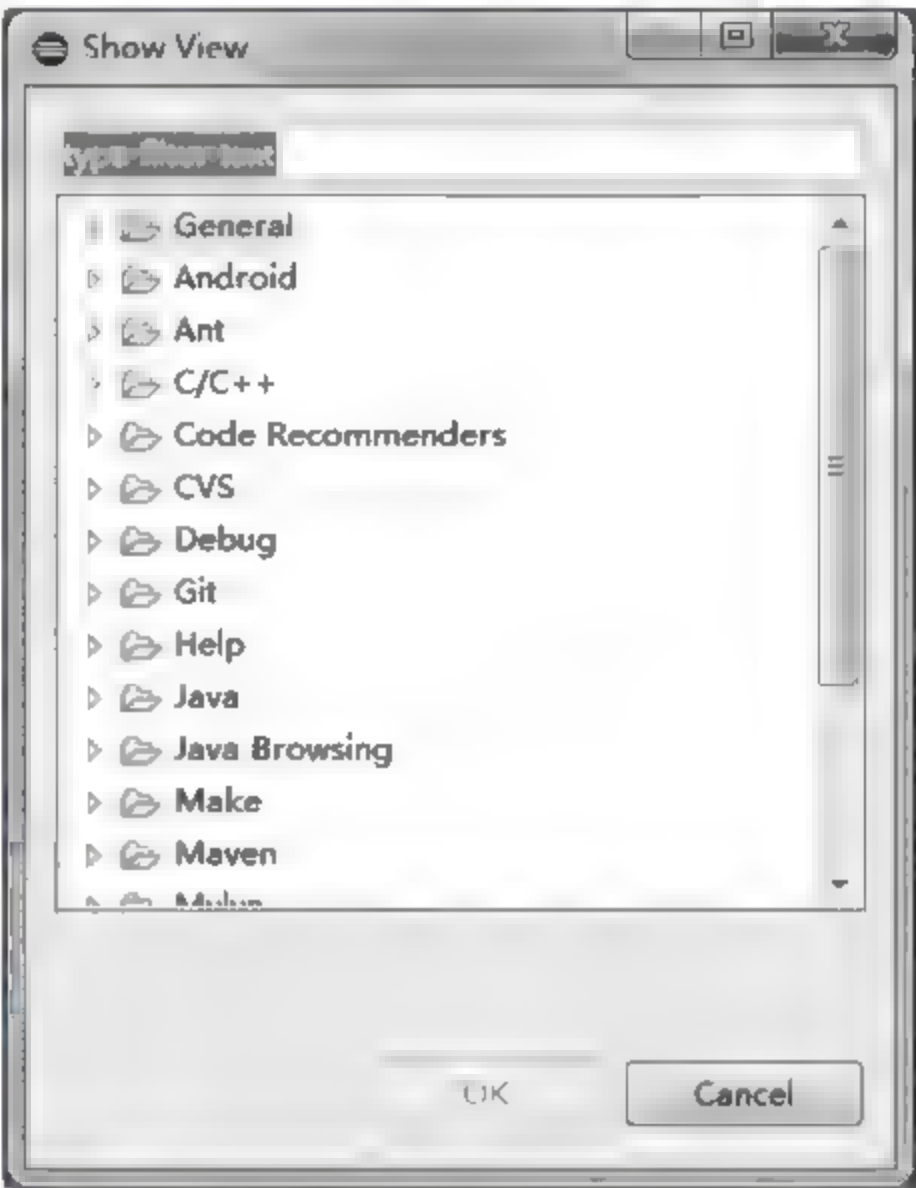 Show View
type filter text
General
Android
Ant
C/C++
Code Recommenders
CVS
Debug
Git
Help
Java
Java Browsing
Make
Maven
Mylyn
OK
Cancel